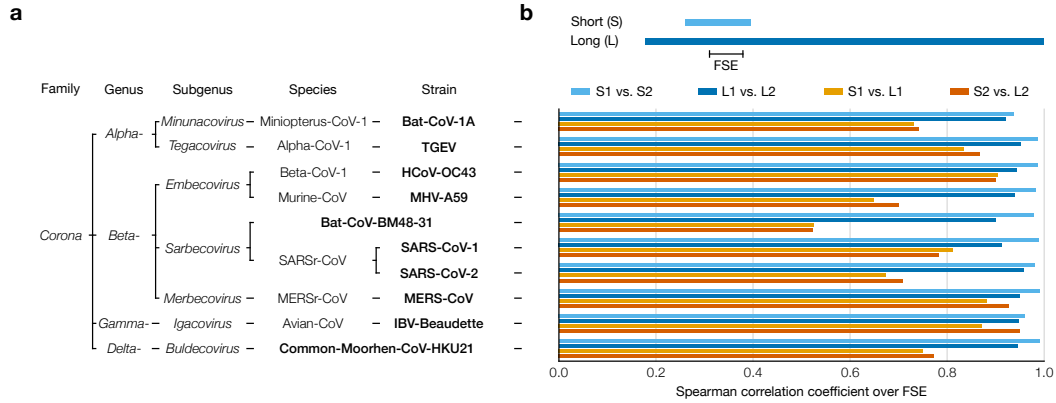 a
Family Genus Subgenus Species Strain
Alpha-
Minunacovirus – Miniopterus-CoV-1 – Bat-CoV-1A –
Tegacovirus – Alpha-CoV-1 – TGEV –
Corona
Beta-
Embecovirus
Beta-CoV-1 – HCoV-OC43 –
Murine-CoV – MHV-A59 –
Sarbecovirus
Bat-CoV-BM48-31 –
SARSr-CoV
SARS-CoV-1 –
SARS-CoV-2 –
Merbecovirus – MERSr-CoV – MERS-CoV –
Gamma- – Igacovirus – Avian-CoV – IBV-Beaudette –
Delta- – Buldecovirus – Common-Moorhen-CoV-HKU21 –
b
Short (S)
Long (L)
FSE
S1 vs. S2 L1 vs. L2 S1 vs. L1 S2 vs. L2
0.0 0.2 0.4 0.6 0.8 1.0
Spearman correlation coefficient over FSE